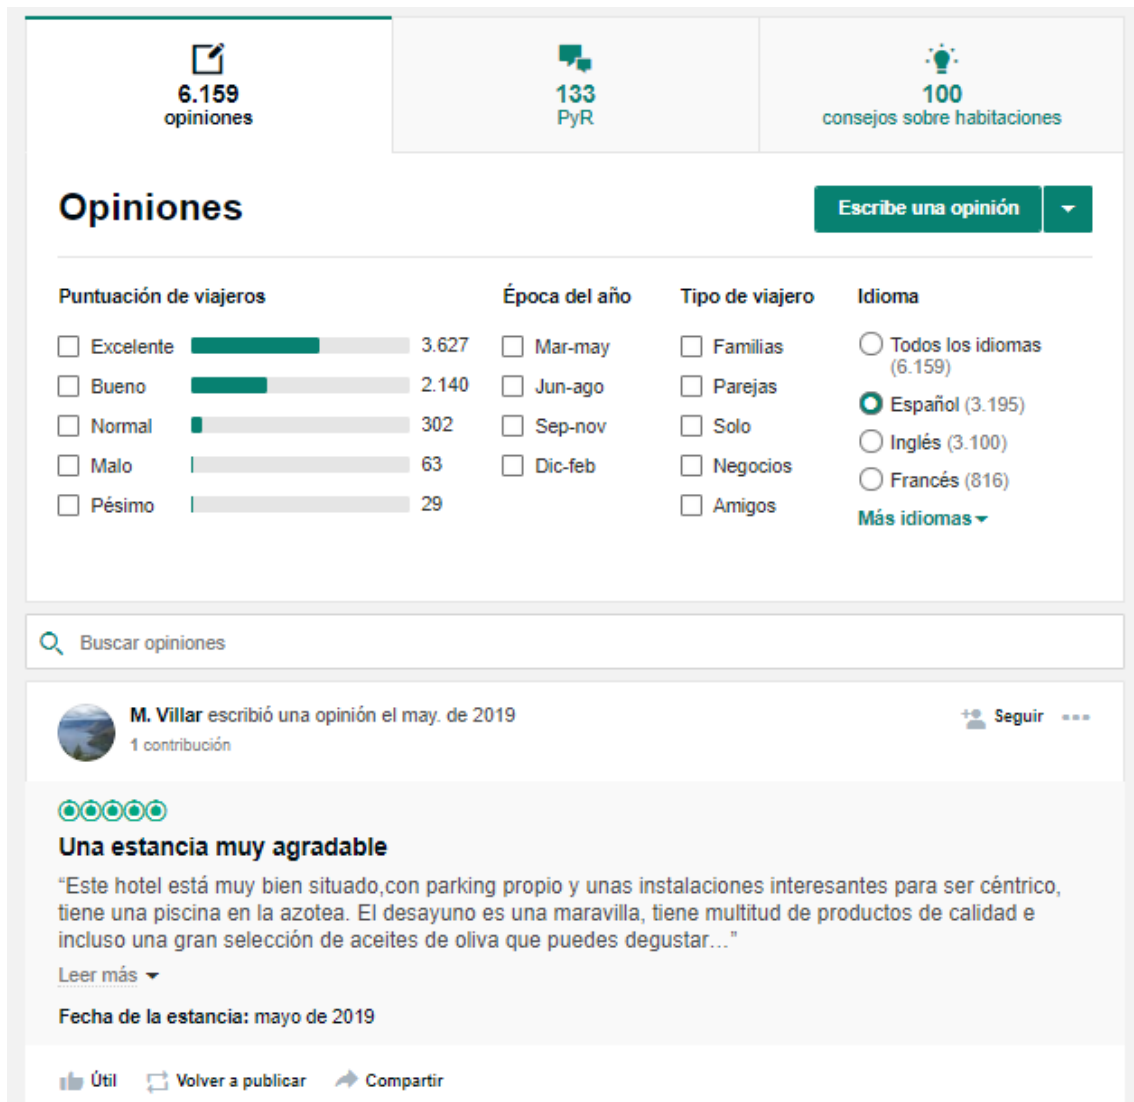 6.159
opiniones
133
PyR
100
consejos sobre habitaciones
Opiniones
Escribe una opinión
Puntuación de viajeros
Excelente 3.627
Bueno 2.140
Normal 302
Malo 63
Pésimo 29
Época del año
Mar-may
Jun-ago
Sep-nov
Dic-feb
Tipo de viajero
Familias
Parejas
Solo
Negocios
Amigos
Idioma
Todos los idiomas
(6.159)
Español (3.195)
Inglés (3.100)
Francés (816)
Más idiomas
Buscar opiniones
M. Villar escribió una opinión el may. de 2019
1 contribución
Seguir
Una estancia muy agradable
“Este hotel está muy bien situado,con parking propio y unas instalaciones interesantes para ser céntrico,
tiene una piscina en la azotea. El desayuno es una maravilla, tiene multitud de productos de calidad e
incluso una gran selección de aceites de oliva que puedes degustar…”
Leer más
Fecha de la estancia: mayo de 2019
Útil
Volver a publicar
Compartir